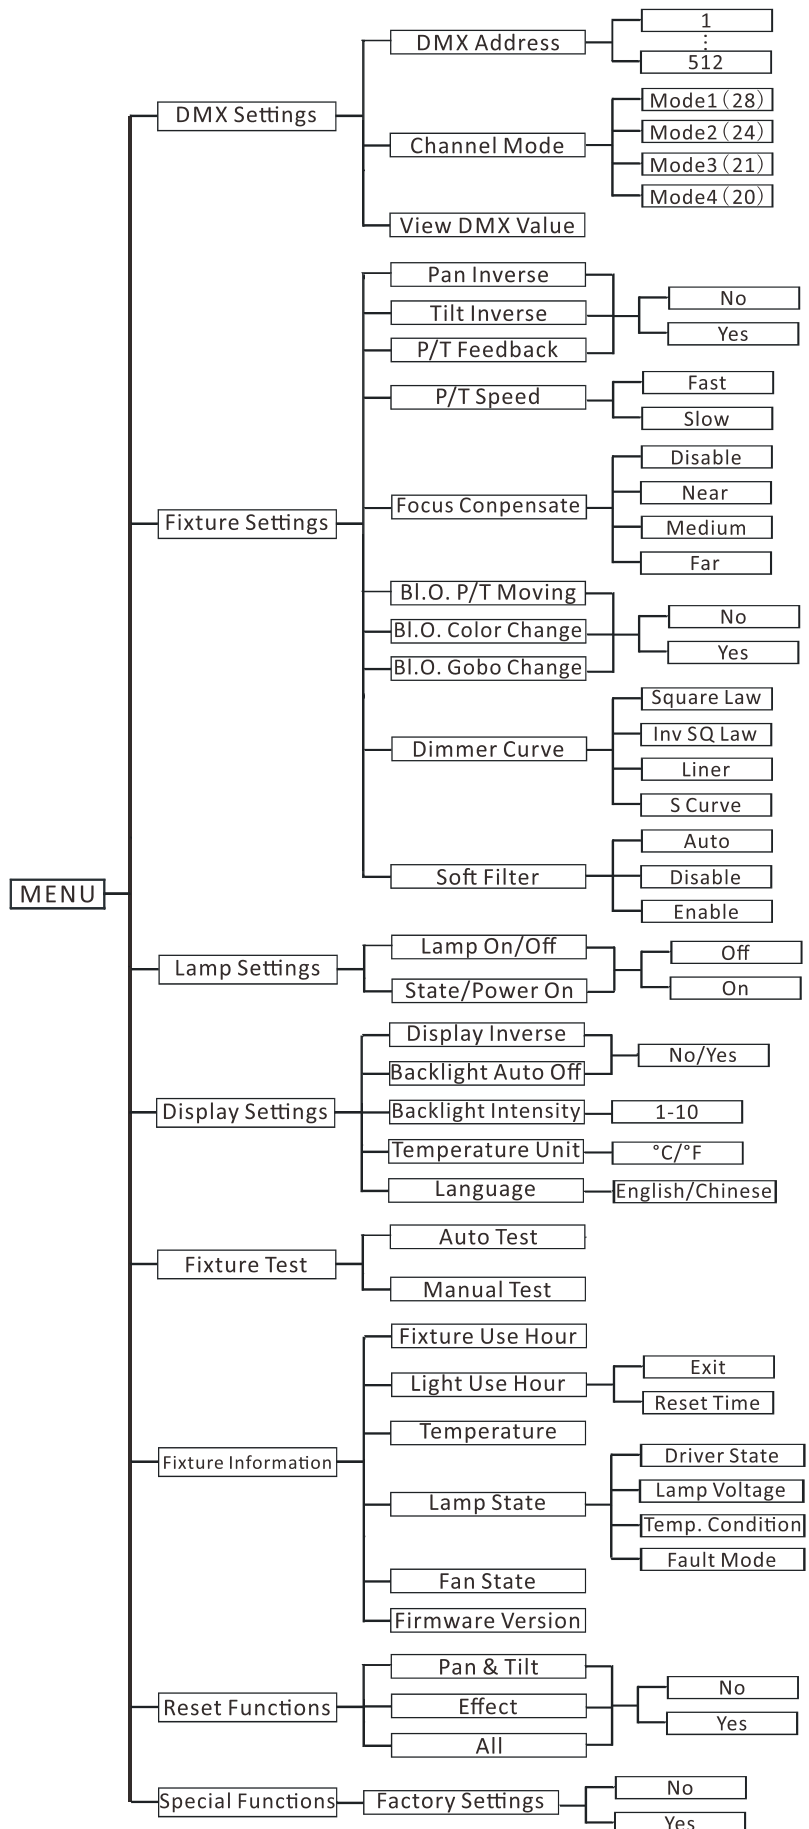 MENU
DMX Settings
DMX Address
1
512
Channel Mode
Mode1（28）
Mode2（24）
Mode3（21）
Mode4（20）
View DMX Value
Fixture Settings
Pan Inverse
Tilt Inverse
P/T Feedback
No
Yes
P/T Speed
Fast
Slow
Focus Conpensate
Disable
Near
Medium
Far
Bl.O. P/T Moving
Bl.O. Color Change
Bl.O. Gobo Change
No
Yes
Dimmer Curve
Square Law
Inv SQ Law
Liner
S Curve
Soft Filter
Auto
Disable
Enable
Lamp Settings
Lamp On/Off
State/Power On
Off
On
Display Settings
Display Inverse
Backlight Auto Off
No/Yes
Backlight Intensity
1-10
Temperature Unit
°C/°F
Language
English/Chinese
Fixture Test
Auto Test
Manual Test
Fixture Information
Fixture Use Hour
Light Use Hour
Exit
Reset Time
Temperature
Lamp State
Driver State
Lamp Voltage
Temp. Condition
Fault Mode
Fan State
Firmware Version
Reset Functions
Pan & Tilt
Effect
All
No
Yes
Special Functions
Factory Settings
No
Yes